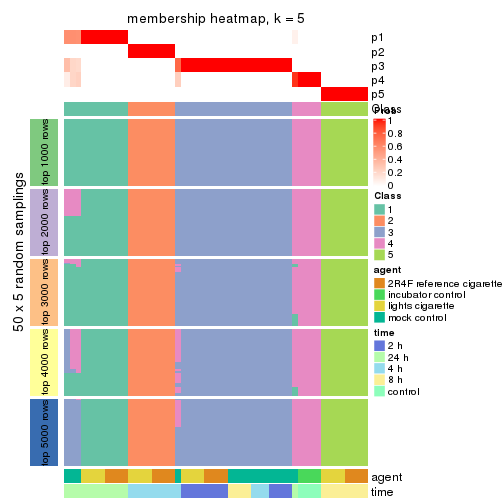 membership heatmap, k = 5
p1
p2
p3
p4
p5
Class
Prob
1
0.8
0.6
0.4
0.2
0
Class
1
2
3
4
5
agent
2R4F reference cigarette
incubator control
lights cigarette
mock control
time
2 h
24 h
4 h
8 h
control
50 x 5 random samplings
top 1000 rows
top 2000 rows
top 3000 rows
top 4000 rows
top 5000 rows
agent
time